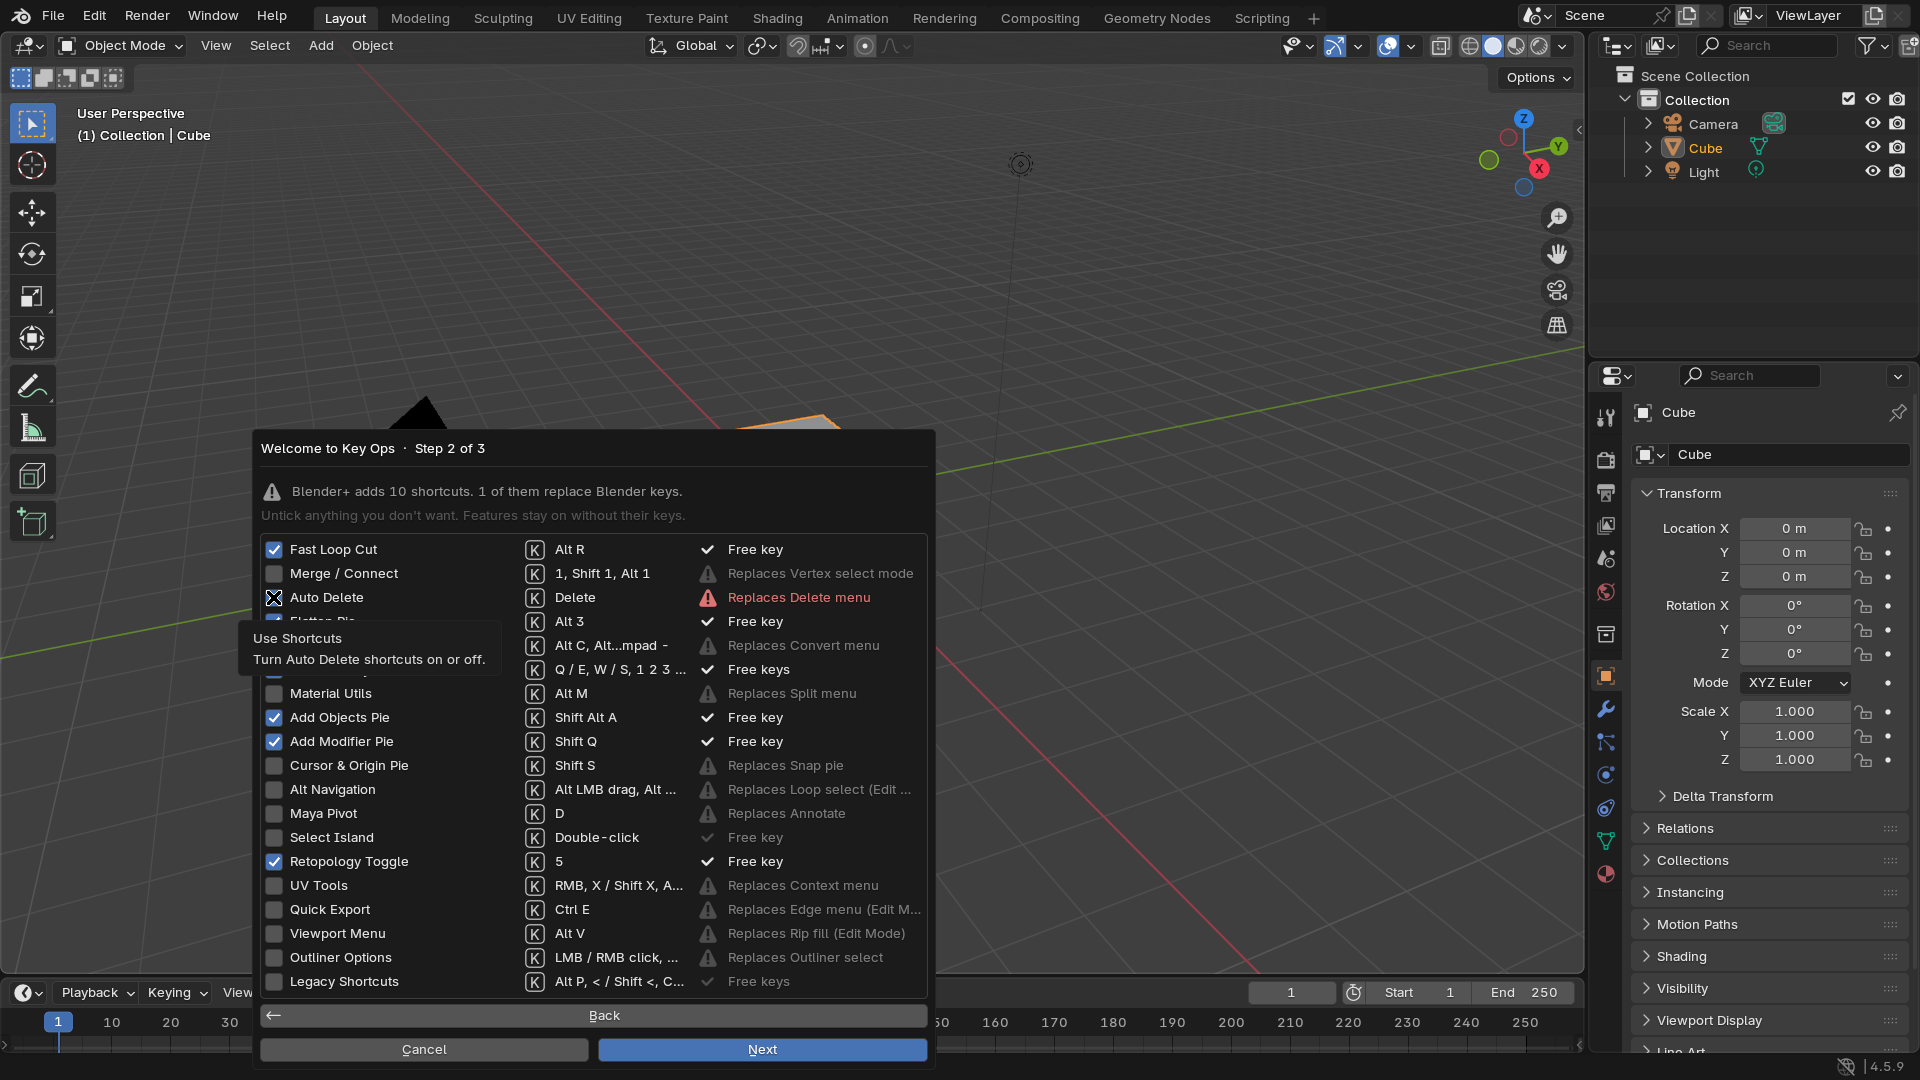 File Edit Render Window Help Layout Modeling Sculpting UV Editing Texture Paint Shading Animation Rendering Compositing Geometry Nodes Scripting + Scene ViewLayer
Object Mode View Select Add Object Global Search
Options
Scene Collection
Collection
Camera
Cube
Light
User Perspective
(1) Collection | Cube
Z
Y
X
Search
Cube
Cube
Transform
Location X 0 m
Y 0 m
Z 0 m
Rotation X 0°
Y 0°
Z 0°
Mode XYZ Euler
Scale X 1.000
Y 1.000
Z 1.000
Delta Transform
Relations
Collections
Instancing
Motion Paths
Shading
Visibility
Viewport Display
Line Art
Welcome to Key Ops · Step 2 of 3
Blender+ adds 10 shortcuts. 1 of them replace Blender keys.
Untick anything you don't want. Features stay on without their keys.
Fast Loop Cut K Alt R Free key
Merge / Connect K 1, Shift 1, Alt 1 Replaces Vertex select mode
Auto Delete K Delete Replaces Delete menu
K Alt 3 Free key
Use Shortcuts
Turn Auto Delete shortcuts on or off.
K Alt C, Alt...mpad - Replaces Convert menu
K Q / E, W / S, 1 2 3 ... Free keys
Material Utils K Alt M Replaces Split menu
Add Objects Pie K Shift Alt A Free key
Add Modifier Pie K Shift Q Free key
Cursor & Origin Pie K Shift S Replaces Snap pie
Alt Navigation K Alt LMB drag, Alt ... Replaces Loop select (Edit ...
Maya Pivot K D Replaces Annotate
Select Island K Double-click Free key
Retopology Toggle K 5 Free key
UV Tools K RMB, X / Shift X, A... Replaces Context menu
Quick Export K Ctrl E Replaces Edge menu (Edit M...
Viewport Menu K Alt V Replaces Rip fill (Edit Mode)
Outliner Options K LMB / RMB click, ... Replaces Outliner select
Legacy Shortcuts K Alt P, < / Shift <, C... Free keys
Back
Cancel Next
Playback Keying View 1 Start 1 End 250
1 10 20 30 50 160 170 180 190 200 210 220 230 240 250
4.5.9